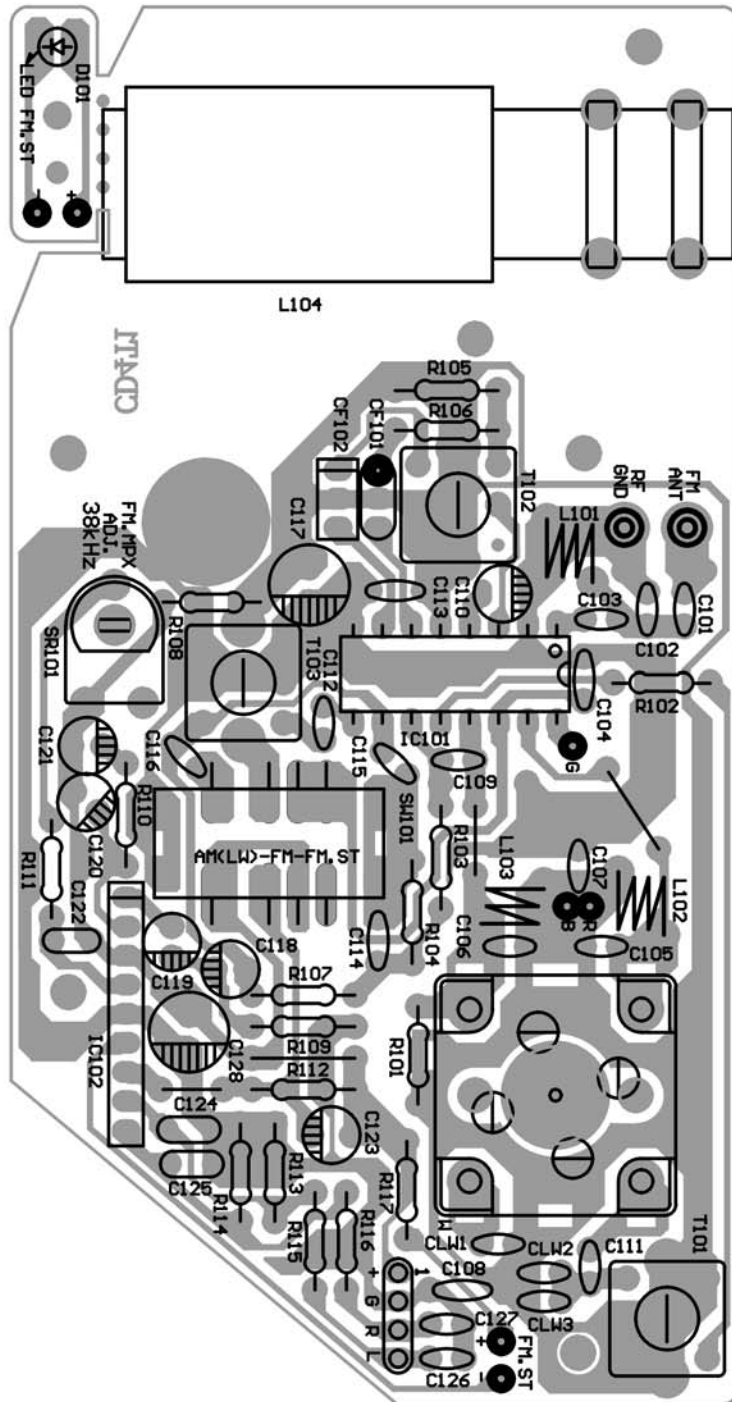 D101
LED FM.ST
-
+
L104
CD4T1
R105
R106
CF102
CF101
T102
C117
L101
RF
GND
FM
ANT
FM.MPX
ADJ.
38kHz
SR101
R108
T103
C113
C110
C103
C102
C101
C112
C104
R102
C121
C116
C115
IC101
C109
G
R110
C120
SW101
R103
AM(LW)-FM-FM.ST
L103
C107
L102
R111
C122
R104
B
R
C118
C114
C106
C105
C119
R107
IC102
R109
C128
R101
R112
C124
C123
C125
R114
R113
R117
R115
R116
W
CLW1
CLW2
C111
T101
+
1
G
R
L
C108
CLW3
C127
+
FM.ST
-
C126